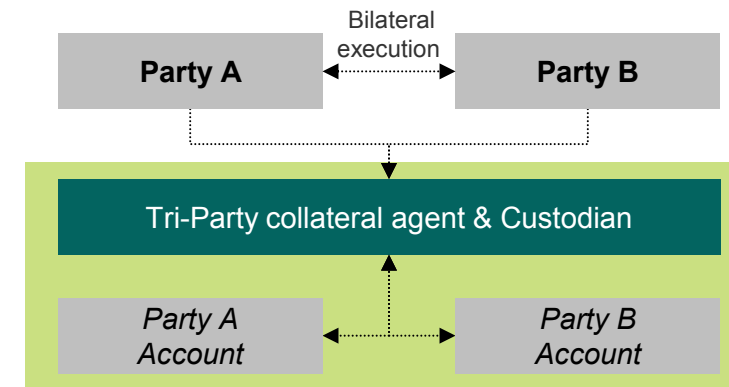 Bilateral
execution
Party A
Party B
Tri-Party collateral agent & Custodian
Party A
Account
Party B
Account